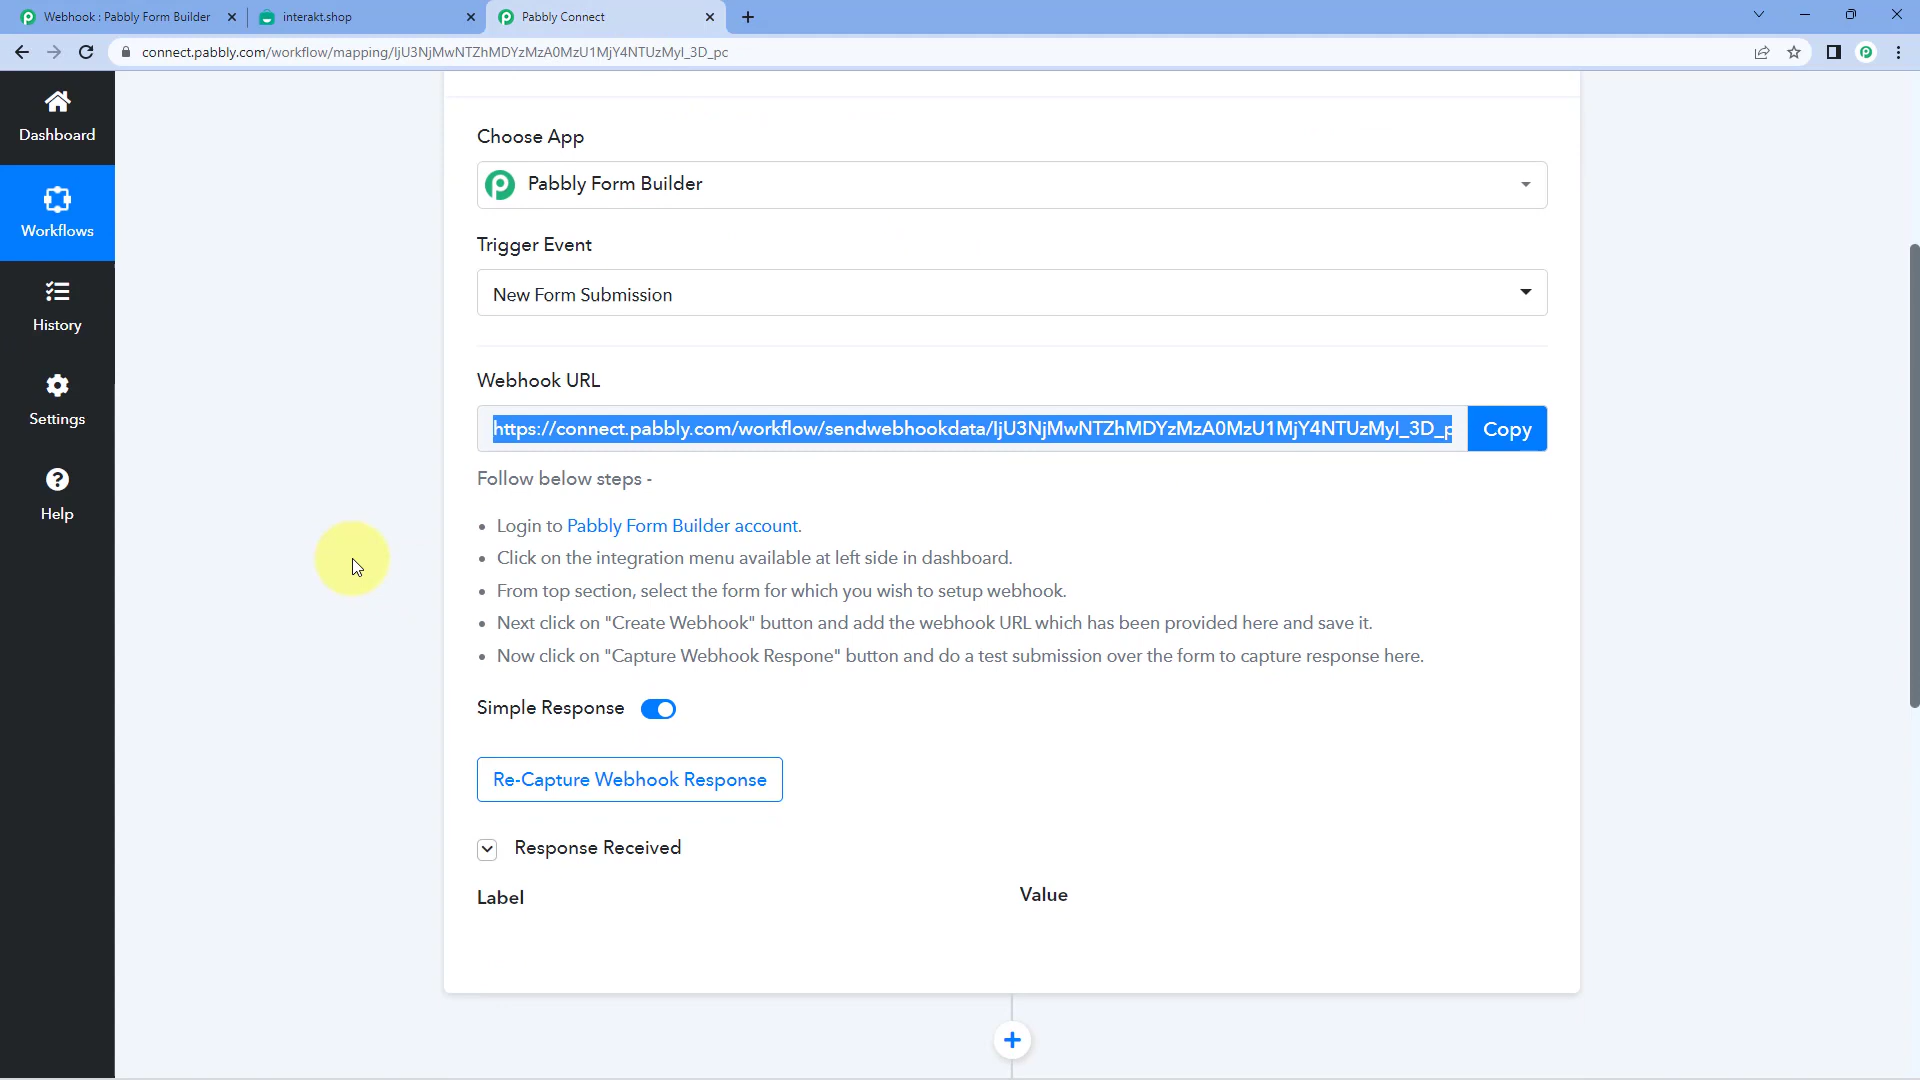 Webhook : Pabbly Form Builder
interakt.shop
Pabbly Connect
connect.pabbly.com/workflow/mapping/IjU3NjMwNTZhMDYzMzA0MzU1MjY4NTUzMyI_3D_pc
Dashboard
Workflows
History
Settings
Help
Choose App
Pabbly Form Builder
Trigger Event
New Form Submission
Webhook URL
https://connect.pabbly.com/workflow/sendwebhookdata/IjU3NjMwNTZhMDYzMzA0MzU1MjY4NTUzMyI_3D_p
Copy
Follow below steps -
• Login to Pabbly Form Builder account.
• Click on the integration menu available at left side in dashboard.
• From top section, select the form for which you wish to setup webhook.
• Next click on "Create Webhook" button and add the webhook URL which has been provided here and save it.
• Now click on "Capture Webhook Respone" button and do a test submission over the form to capture response here.
Simple Response
Re-Capture Webhook Response
Response Received
Label
Value